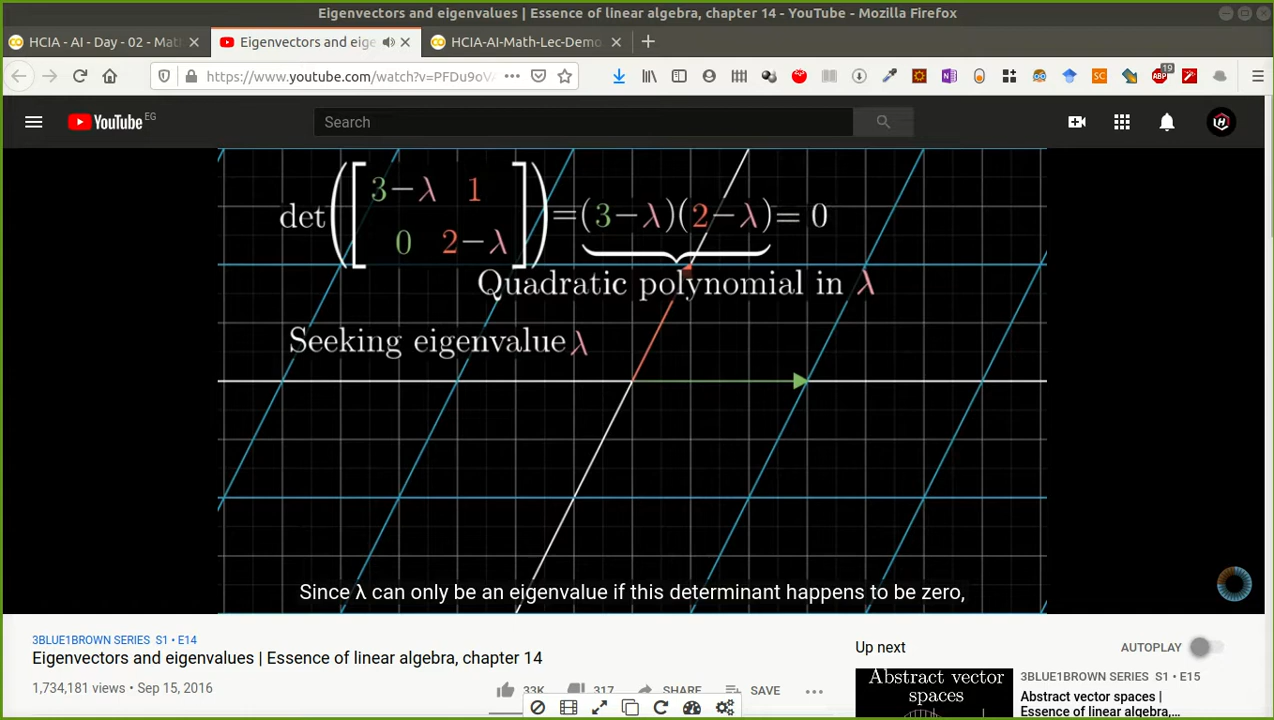 Eigenvectors and eigenvalues | Essence of linear algebra, chapter 14 - YouTube - Mozilla Firefox
HCIA - AI - Day - 02 - Mat
Eigenvectors and eige
HCIA-AI-Math-Lec-Demo.
https://www.youtube.com/watch?v=PFDu9oVA
19
ABP
SC
YouTube EG
Search
det([3−λ 1
0 2−λ]) = (3−λ)(2−λ) = 0
Quadratic polynomial in λ
Seeking eigenvalue λ
Since λ can only be an eigenvalue if this determinant happens to be zero,
3BLUE1BROWN SERIES S1 • E14
Eigenvectors and eigenvalues | Essence of linear algebra, chapter 14
1,734,181 views • Sep 15, 2016
33K
317
SHARE
SAVE
Up next
AUTOPLAY
Abstract vector
spaces
3BLUE1BROWN SERIES S1 • E15
Abstract vector spaces |
Essence of linear algebra,...